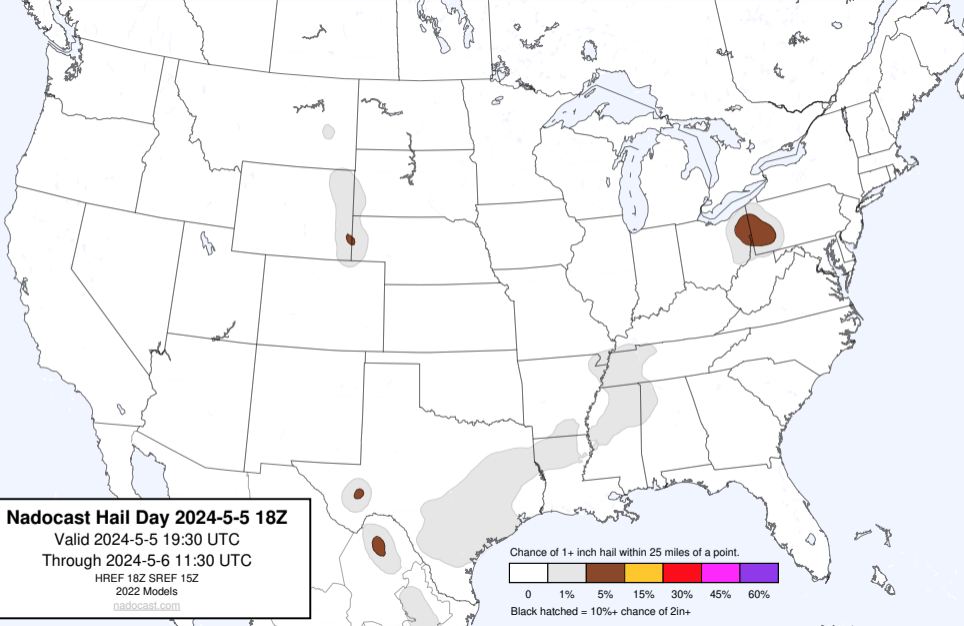 Nadocast Hail Day 2024-5-5 18Z
Valid 2024-5-5 19:30 UTC
Through 2024-5-6 11:30 UTC
HREF 18Z SREF 15Z
2022 Models
nadocast.com
Chance of 1+ inch hail within 25 miles of a point.
0 1% 5% 15% 30% 45% 60%
Black hatched = 10%+ chance of 2in+